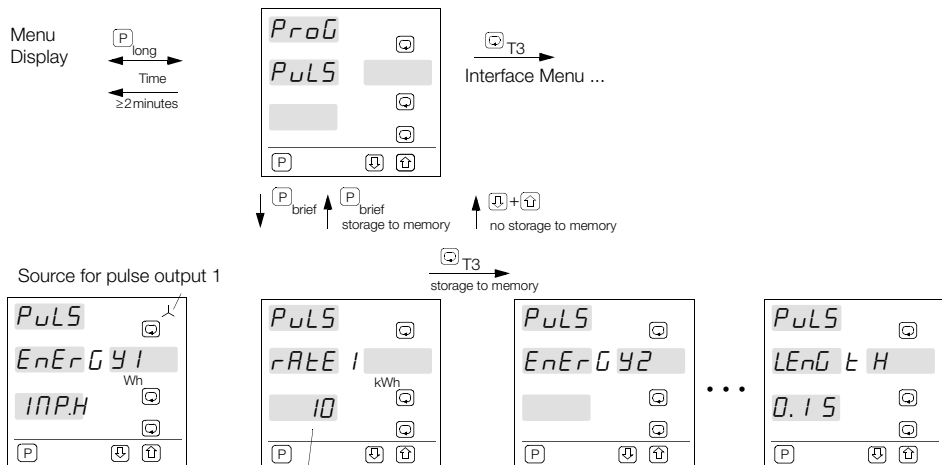 Menu
Display
P long
Time
≥2 minutes
ProG
PuLS
P
T3
Interface Menu ...
P brief
P brief
storage to memory
+
no storage to memory
T3
storage to memory
Source for pulse output 1
PuLS
EnErGY1
Wh
INP.H
P
PuLS
rAtE 1
kWh
10
P
PuLS
EnErGY2
P
...
PuLS
LEnGtH
0.1S
P